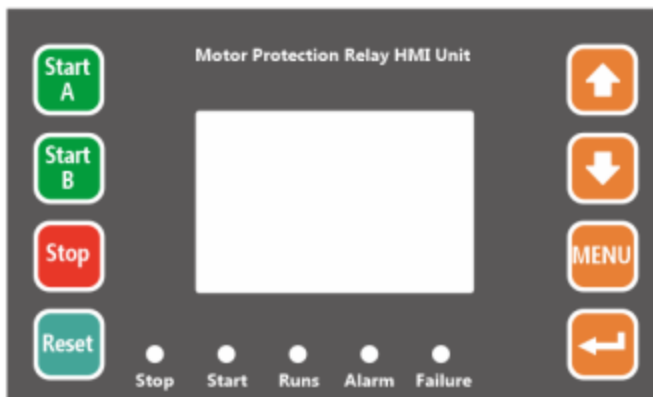 Motor Protection Relay HMI Unit
Start
A
Start
B
Stop
Reset
MENU
Stop Start Runs Alarm Failure